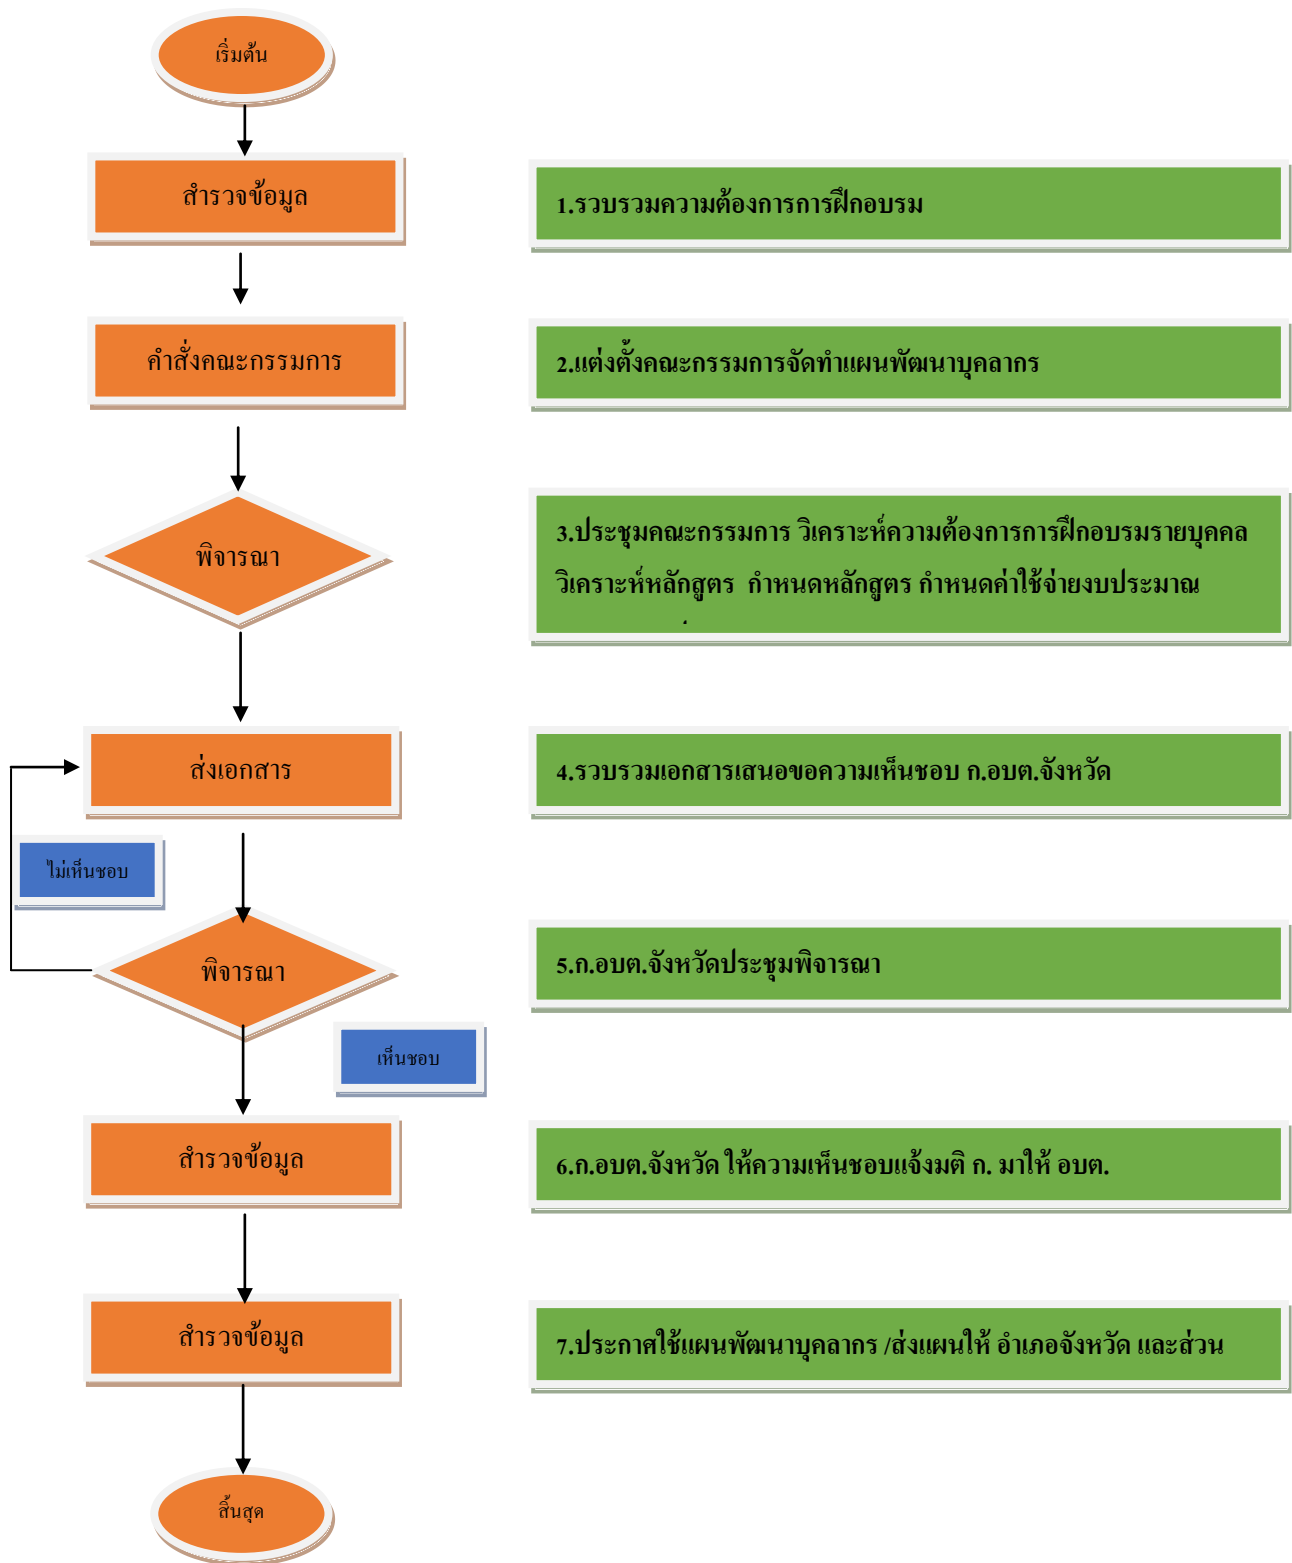 เริ่มต้น
สำรวจข้อมูล
1.รวบรวมความต้องการการฝึกอบรม
คำสั่งคณะกรรมการ
2.แต่งตั้งคณะกรรมการจัดทำแผนพัฒนาบุคลากร
พิจารณา
3.ประชุมคณะกรรมการ วิเคราะห์ความต้องการการฝึกอบรมรายบุคคล
วิเคราะห์หลักสูตร กำหนดหลักสูตร กำหนดค่าใช้จ่ายงบประมาณ
ส่งเอกสาร
4.รวบรวมเอกสารเสนอขอความเห็นชอบ ก.อบต.จังหวัด
ไม่เห็นชอบ
พิจารณา
5.ก.อบต.จังหวัดประชุมพิจารณา
เห็นชอบ
สำรวจข้อมูล
6.ก.อบต.จังหวัด ให้ความเห็นชอบแจ้งมติ ก. มาให้ อบต.
สำรวจข้อมูล
7.ประกาศใช้แผนพัฒนาบุคลากร /ส่งแผนให้ อำเภอจังหวัด และส่วน
สิ้นสุด